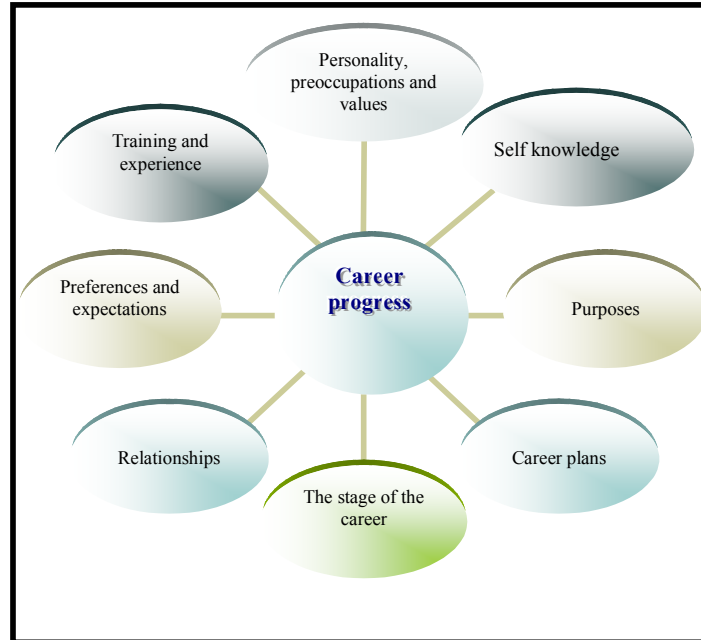 Personality,
preoccupations and
values
Training and
experience
Self knowledge
Career
progress
Preferences and
expectations
Purposes
Relationships
Career plans
The stage of the
career